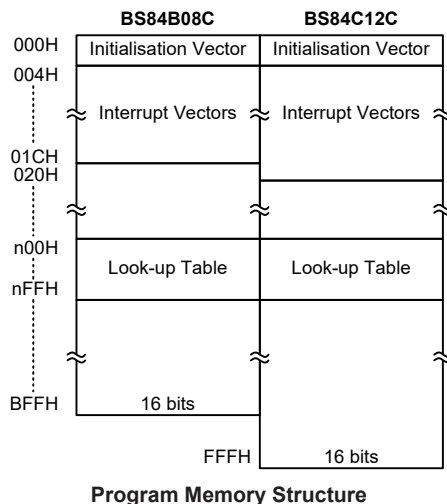 BS84B08C BS84C12C
000H Initialisation Vector Initialisation Vector
004H
Interrupt Vectors Interrupt Vectors
01CH
020H
n00H
Look-up Table Look-up Table
nFFH
BFFH 16 bits
FFFH 16 bits
Program Memory Structure